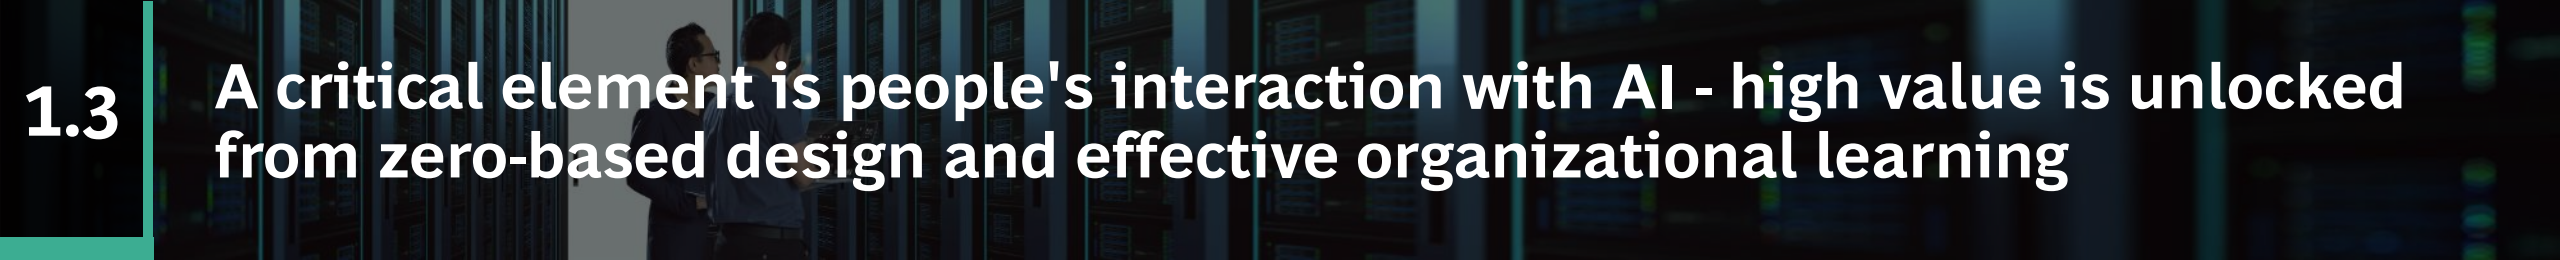 1.3
A critical element is people's interaction with AI - high value is unlocked
from zero-based design and effective organizational learning